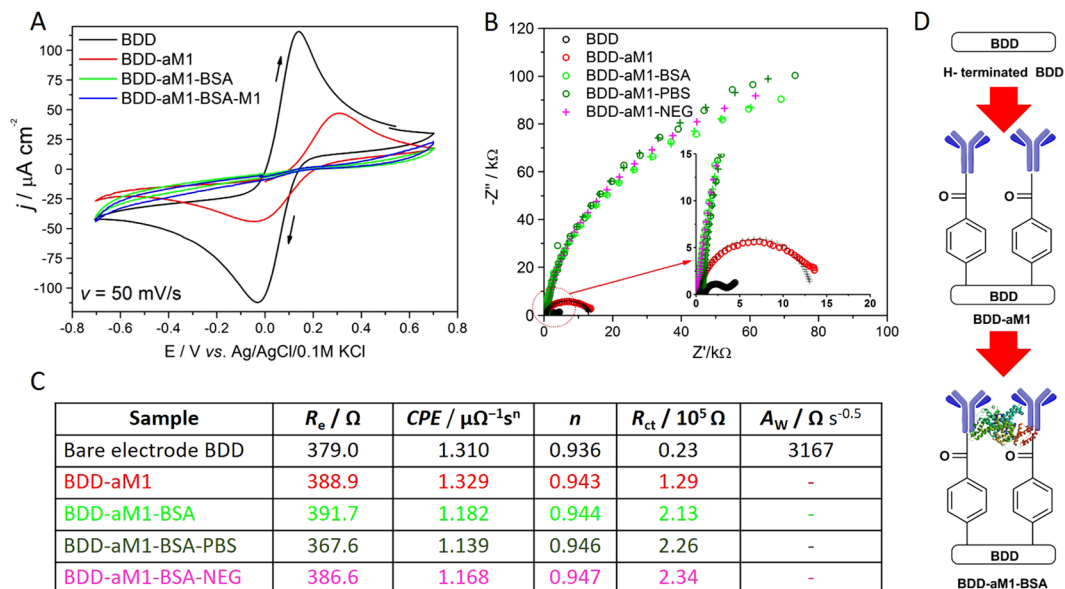 A
BDD
BDD-aM1
BDD-aM1-BSA
BDD-aM1-BSA-M1
100
75
50
25
0
-25
-50
-75
-100
j / μA cm⁻²
v = 50 mV/s
-0.8 -0.6 -0.4 -0.2 0.0 0.2 0.4 0.6 0.8
E / V vs. Ag/AgCl/0.1M KCl
B
BDD
BDD-aM1
BDD-aM1-BSA
BDD-aM1-PBS
BDD-aM1-NEG
120
100
80
60
40
20
0
-Z'' / kΩ
15
10
5
0
0 5 10 15 20
0 20 40 60 80 100
Z'/kΩ
C
Sample Rₑ / Ω CPE / μΩ⁻¹sⁿ n R_ct / 10⁵ Ω A_W / Ω s⁻⁰·⁵
Bare electrode BDD 379.0 1.310 0.936 0.23 3167
BDD-aM1 388.9 1.329 0.943 1.29 -
BDD-aM1-BSA 391.7 1.182 0.944 2.13 -
BDD-aM1-BSA-PBS 367.6 1.139 0.946 2.26 -
BDD-aM1-BSA-NEG 386.6 1.168 0.947 2.34 -
D
BDD
H- terminated BDD
O O
BDD
BDD-aM1
O O
BDD
BDD-aM1-BSA